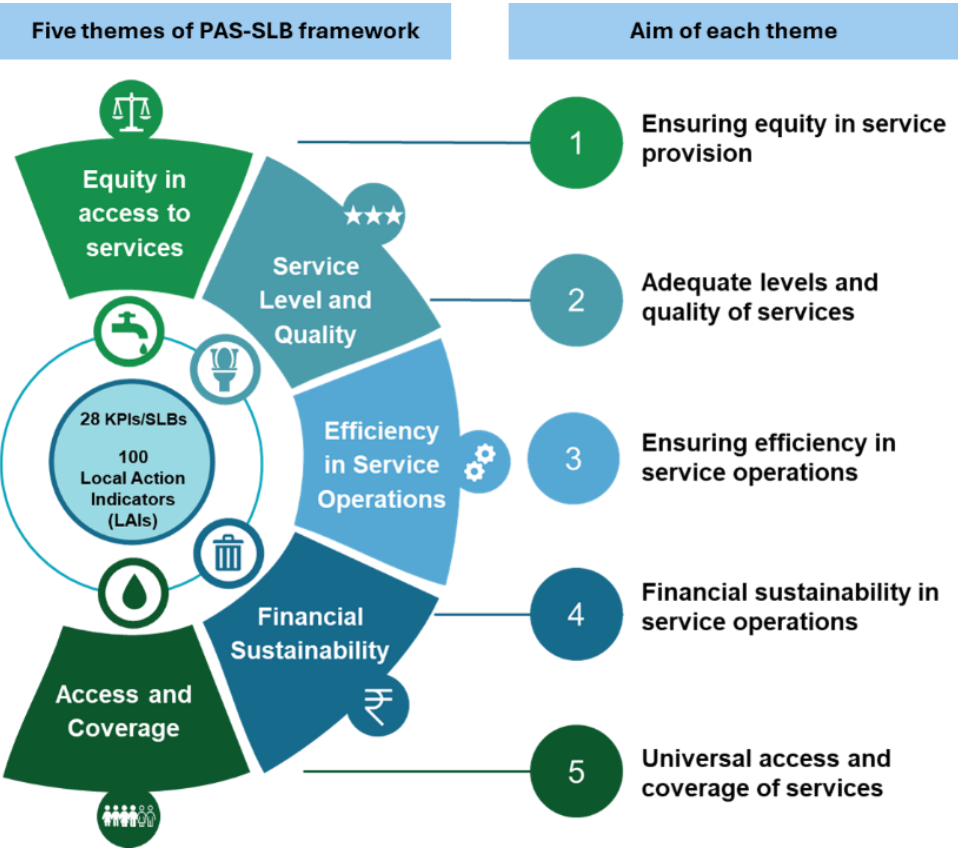 Five themes of PAS-SLB framework
Aim of each theme
Equity in
access to
services
Service
Level and
Quality
Efficiency
in Service
Operations
Financial
Sustainability
Access and
Coverage
28 KPIs/SLBs
100
Local Action
Indicators
(LAIs)
₹
1
Ensuring equity in service
provision
2
Adequate levels and
quality of services
3
Ensuring efficiency in
service operations
4
Financial sustainability in
service operations
5
Universal access and
coverage of services